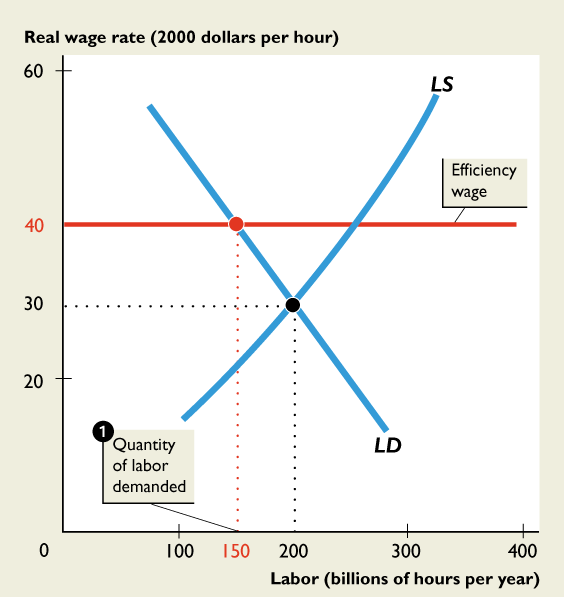 Real wage rate (2000 dollars per hour)
60
LS
Efficiency
wage
40
30
20
1
Quantity
of labor
demanded
LD
0
100
150
200
300
400
Labor (billions of hours per year)